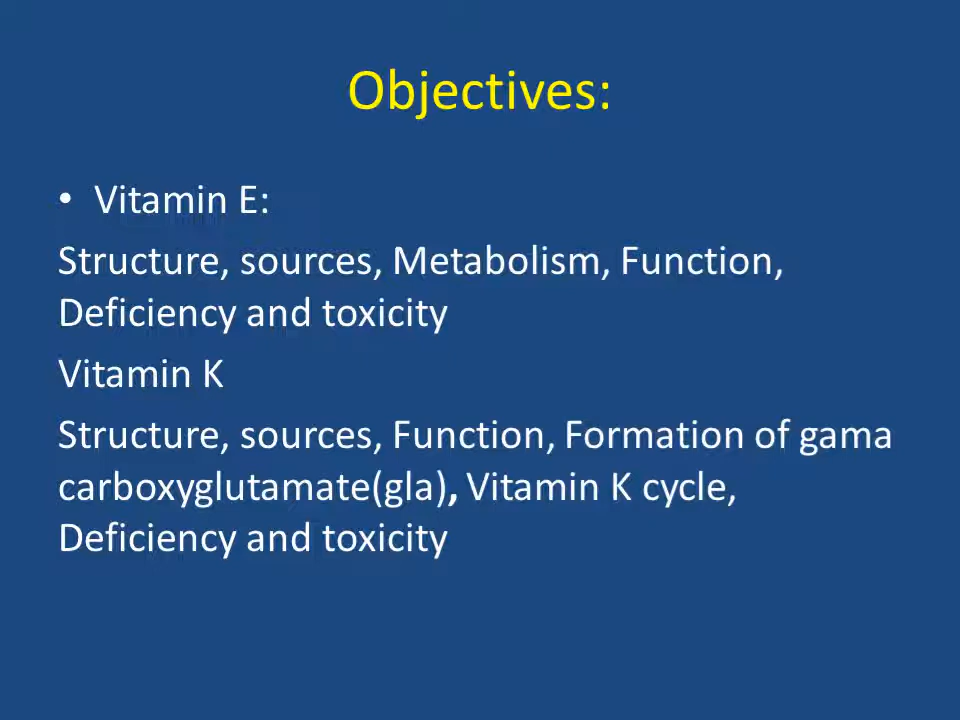 Objectives:
• Vitamin E:
Structure, sources, Metabolism, Function,
Deficiency and toxicity
Vitamin K
Structure, sources, Function, Formation of gama
carboxyglutamate(gla), Vitamin K cycle,
Deficiency and toxicity